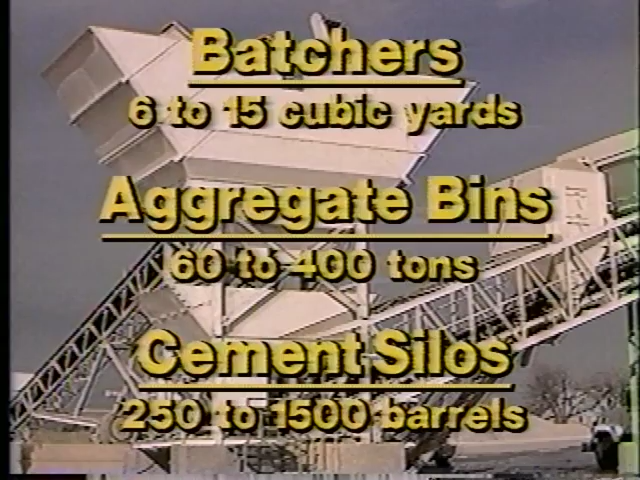 Batchers
6 to 15 cubic yards
Aggregate Bins
60 to 400 tons
Cement Silos
250 to 1500 barrels